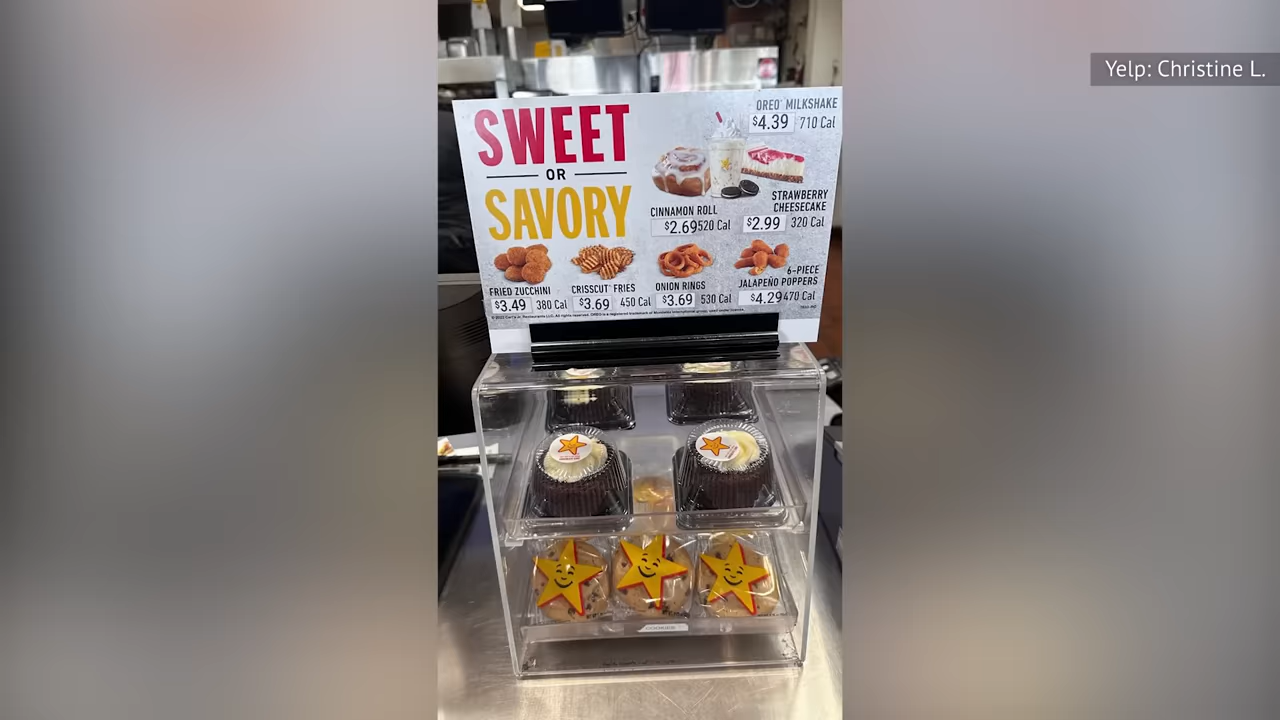 Yelp: Christine L.
SWEET
OR
SAVORY
OREO® MILKSHAKE
$4.39 710 Cal
CINNAMON ROLL
$2.69 520 Cal
STRAWBERRY
CHEESECAKE
$2.99 320 Cal
FRIED ZUCCHINI
$3.49 380 Cal
CRISSCUT® FRIES
$3.69 450 Cal
ONION RINGS
$3.69 530 Cal
6-PIECE
JALAPEÑO POPPERS
$4.29 470 Cal